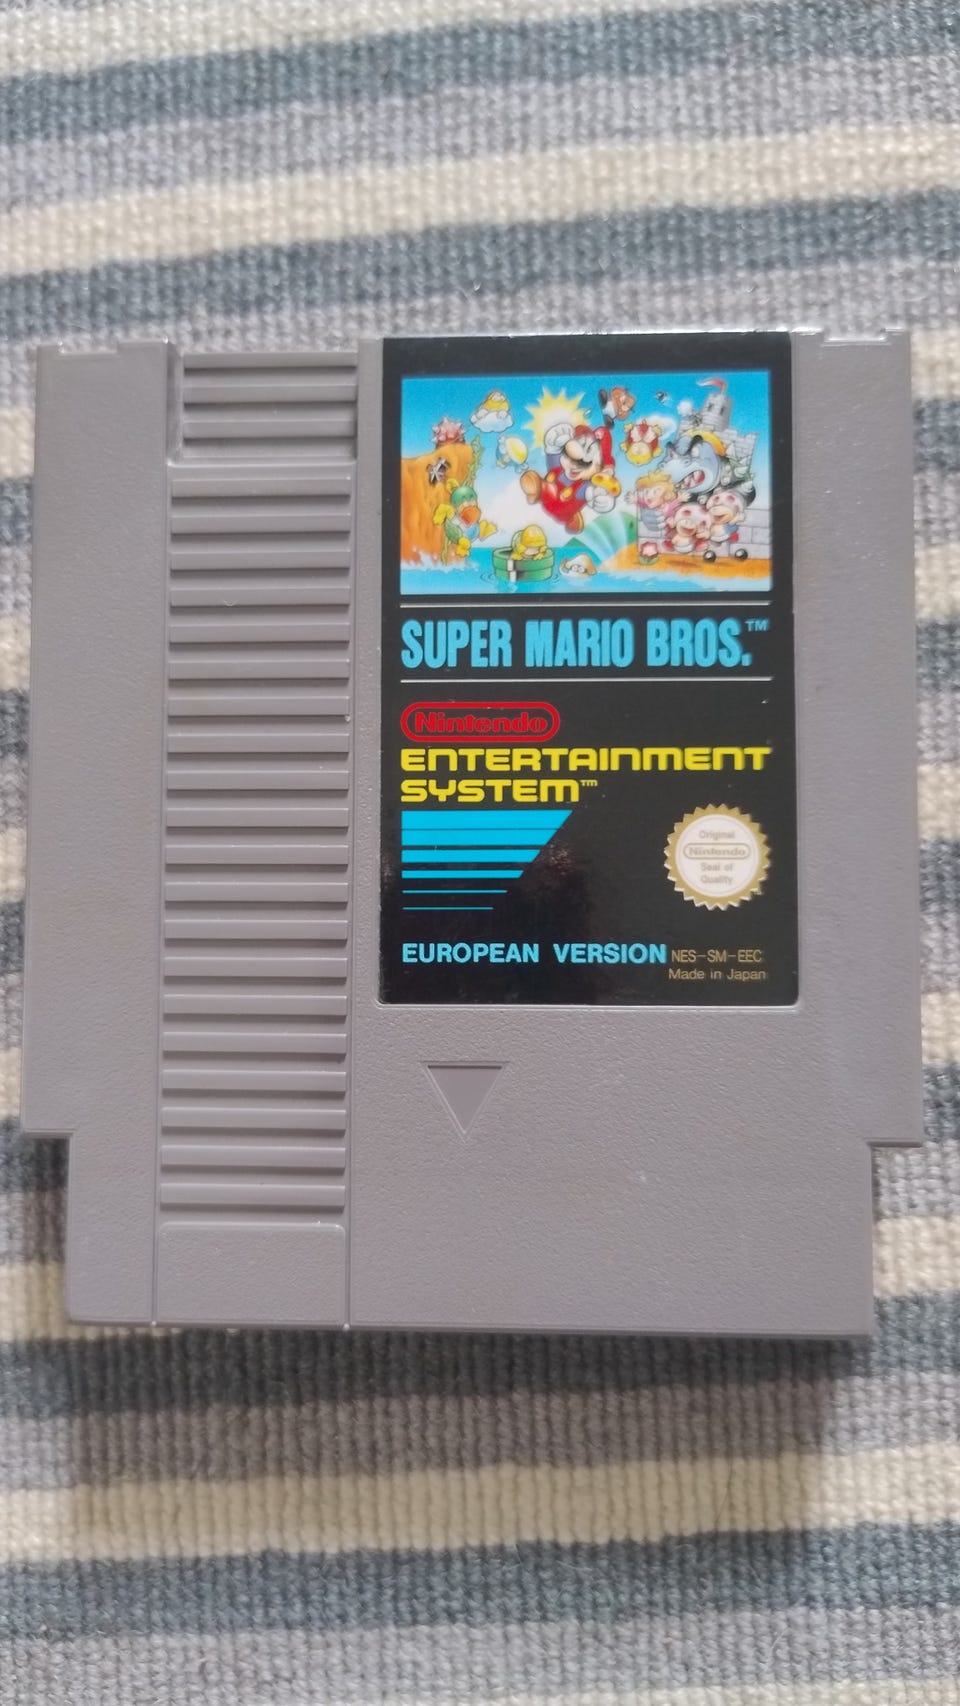 SUPER MARIO BROS.™
Nintendo
ENTERTAINMENT
SYSTEM™
Original
Nintendo
Seal of
Quality
EUROPEAN VERSION NES-SM-EEC
Made in Japan